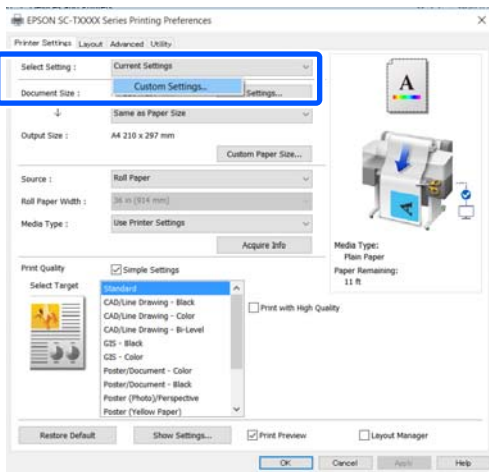 EPSON SC-TXXXX Series Printing Preferences
Printer Settings Layout Advanced Utility
Select Setting : Current Settings
Custom Settings...
Document Size : Settings...
Same as Paper Size
Output Size : A4 210 x 297 mm
Custom Paper Size...
Source : Roll Paper
Roll Paper Width : 36 in (914 mm)
Media Type : Use Printer Settings
Acquire Info
Media Type:
Plain Paper
Paper Remaining:
11 ft
Print Quality Simple Settings
Select Target
Standard
CAD/Line Drawing - Black
CAD/Line Drawing - Color
CAD/Line Drawing - Bi-Level
GIS - Black
GIS - Color
Poster/Document - Color
Poster/Document - Black
Poster (Photo)/Perspective
Poster (Yellow Paper)
Print with High Quality
Restore Default Show Settings... Print Preview Layout Manager
OK Cancel Apply Help
A
A